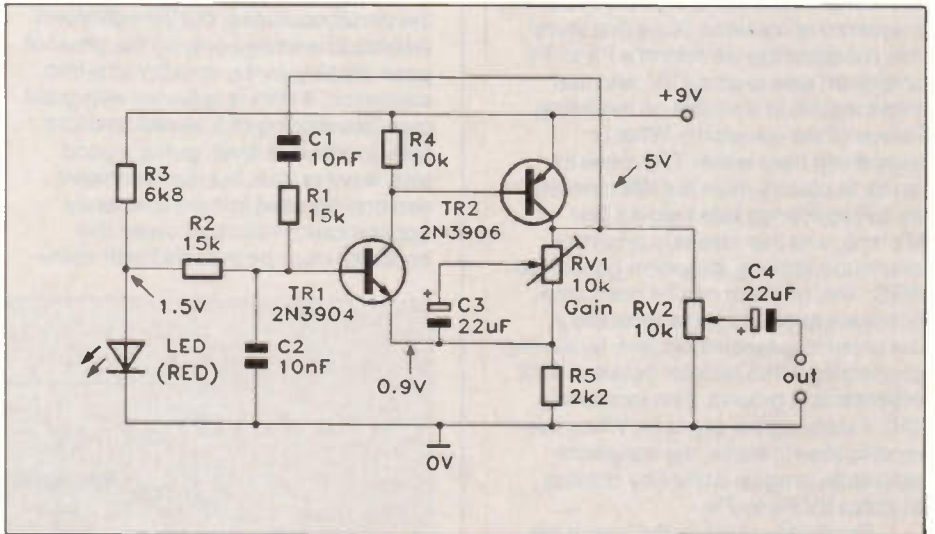 +9V
C1
10nF
R4
10k
5V
R3
6k8
R1
15k
TR2
2N3906
R2
15k
RV1
10k
Gain
C4
22uF
TR1
2N3904
C3
22uF
RV2
10k
+
+
1.5V
LED
(RED)
C2
10nF
R5
2k2
out
0.9V
0V